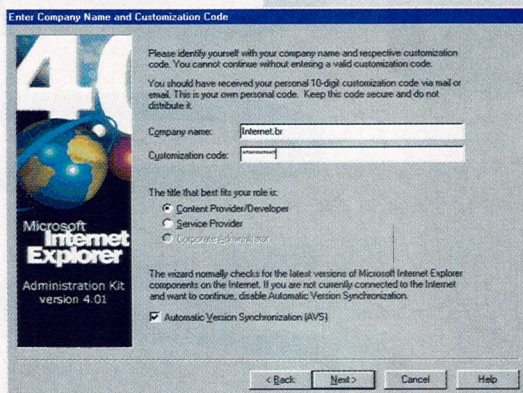 Enter Company Name and Customization Code
Please identify yourself with your company name and respective customization
code. You cannot continue without entering a valid customization code.
You should have received your personal 10-digit customization code via mail or
email. This is your own personal code. Keep this code secure and do not
distribute it.
Company name: Internet.br
Customization code: **********
The title that best fits your role is:
Content Provider/Developer
Service Provider
Corporate Administrator
The wizard normally checks for the latest versions of Microsoft Internet Explorer
components on the Internet. If you are not currently connected to the Internet
and want to continue, disable Automatic Version Synchronization.
Automatic Version Synchronization (AVS)
4.0
Microsoft
Internet
Explorer
Administration Kit
version 4.01
< Back
Next >
Cancel
Help